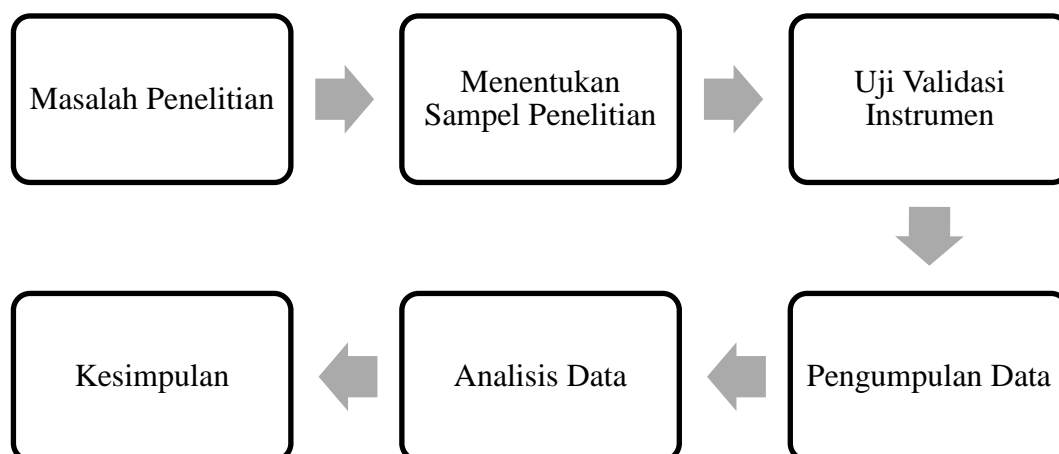 Masalah Penelitian
Menentukan
Sampel Penelitian
Uji Validasi
Instrumen
Pengumpulan Data
Analisis Data
Kesimpulan